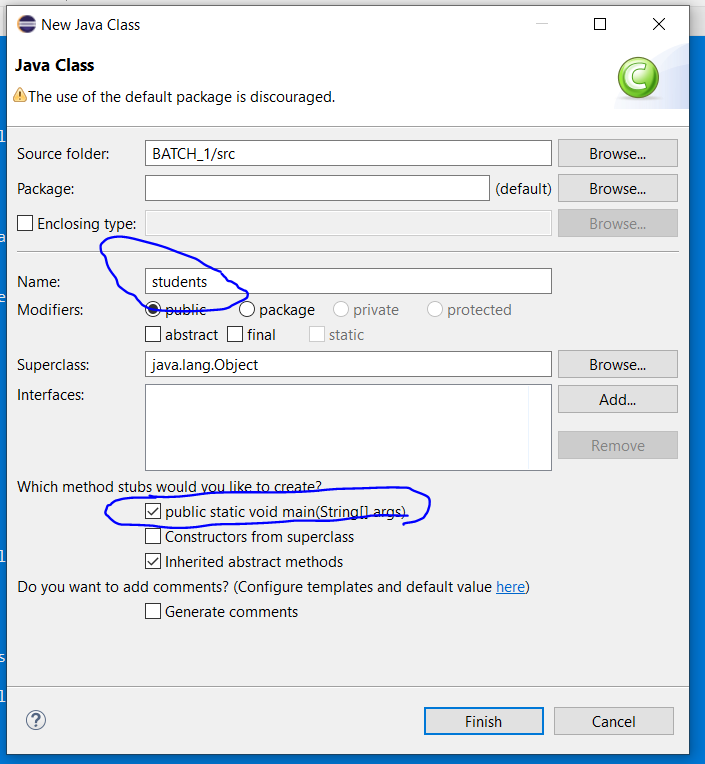 New Java Class
Java Class
The use of the default package is discouraged.
Source folder: BATCH_1/src Browse...
Package: (default) Browse...
Enclosing type: Browse...
Name: students
Modifiers: public package private protected
abstract final static
Superclass: java.lang.Object Browse...
Interfaces: Add...
Remove
Which method stubs would you like to create?
public static void main(String[] args)
Constructors from superclass
Inherited abstract methods
Do you want to add comments? (Configure templates and default value here)
Generate comments
? Finish Cancel